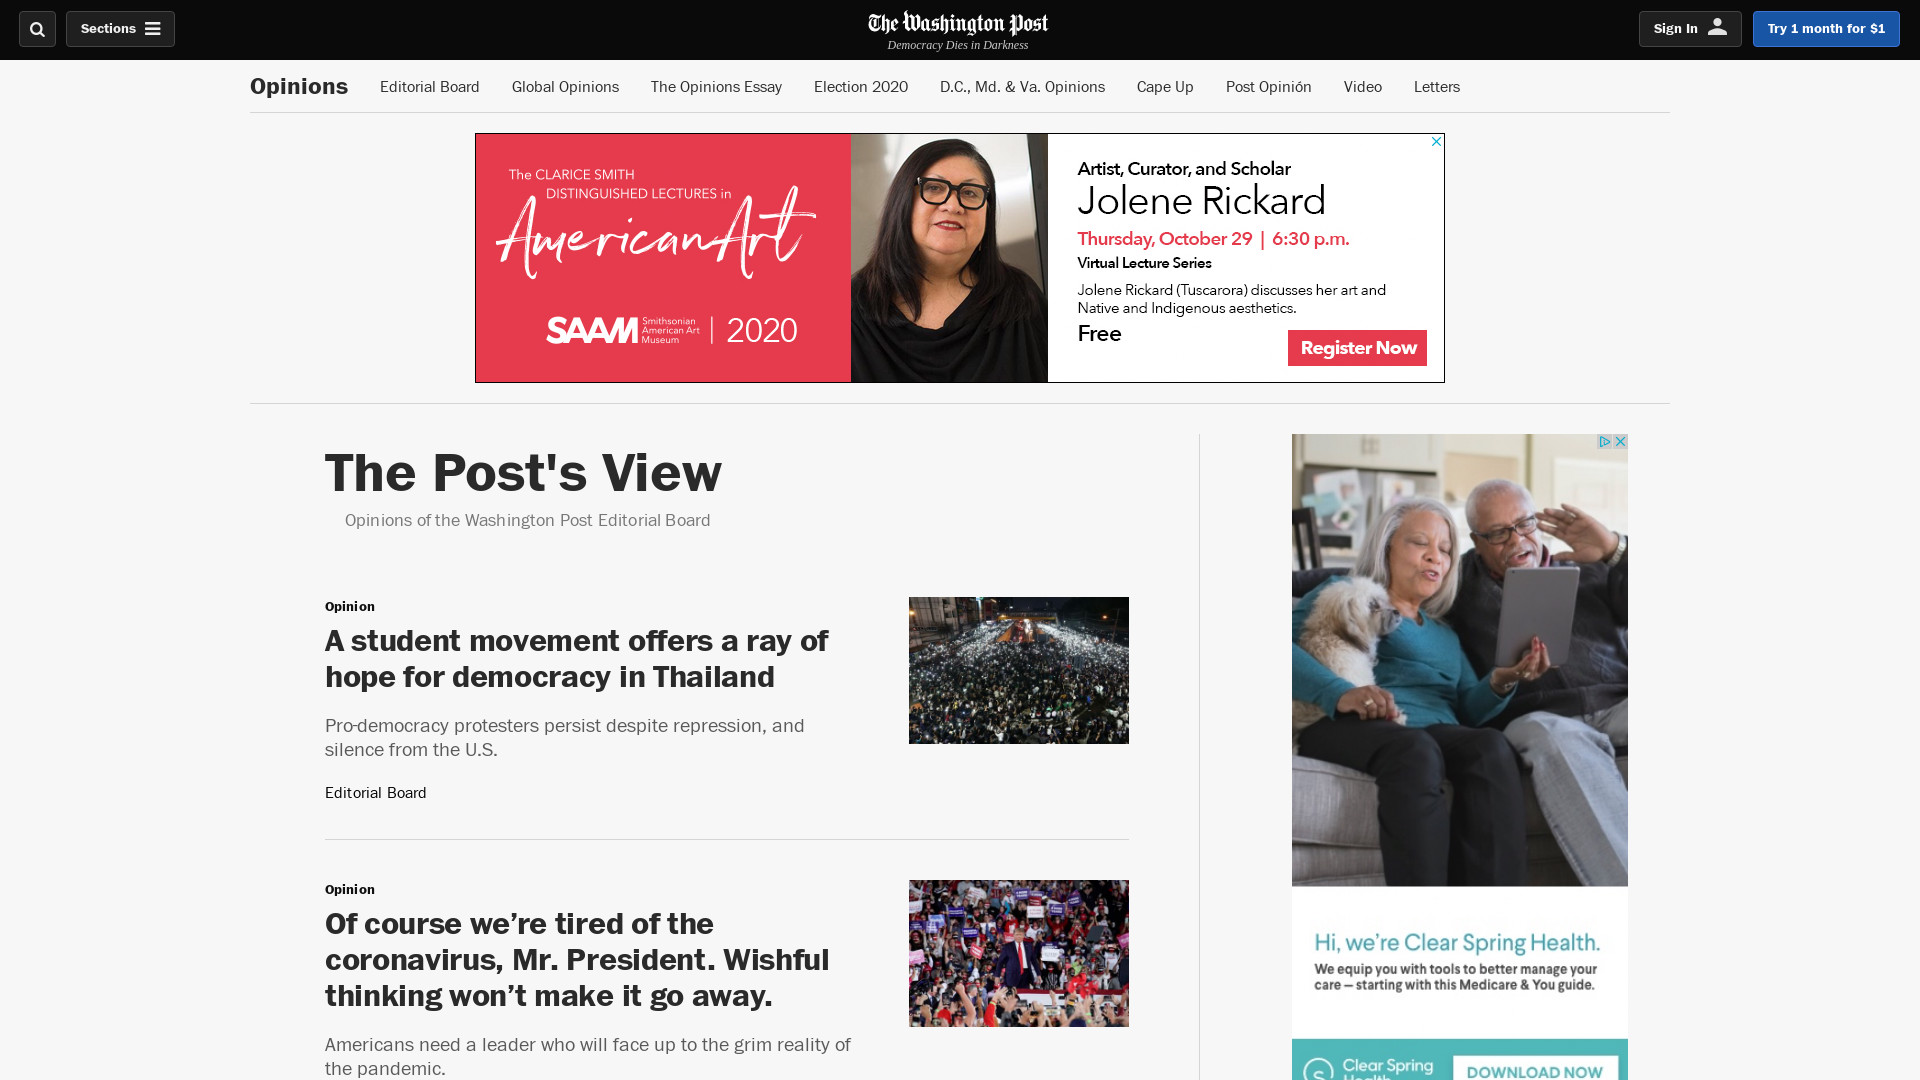 Sections
The Washington Post
Democracy Dies in Darkness
Sign In
Try 1 month for $1
Opinions
Editorial Board
Global Opinions
The Opinions Essay
Election 2020
D.C., Md. & Va. Opinions
Cape Up
Post Opinión
Video
Letters
The CLARICE SMITH
DISTINGUISHED LECTURES in
American Art
SAAM
Smithsonian
American Art
Museum
2020
Artist, Curator, and Scholar
Jolene Rickard
Thursday, October 29 | 6:30 p.m.
Virtual Lecture Series
Jolene Rickard (Tuscarora) discusses her art and
Native and Indigenous aesthetics.
Free
Register Now
The Post's View
Opinions of the Washington Post Editorial Board
Opinion
A student movement offers a ray of
hope for democracy in Thailand
Pro-democracy protesters persist despite repression, and
silence from the U.S.
Editorial Board
Opinion
Of course we’re tired of the
coronavirus, Mr. President. Wishful
thinking won’t make it go away.
Americans need a leader who will face up to the grim reality of
the pandemic.
Hi, we’re Clear Spring Health.
We equip you with tools to better manage your
care — starting with this Medicare & You guide.
Clear Spring
Health
DOWNLOAD NOW